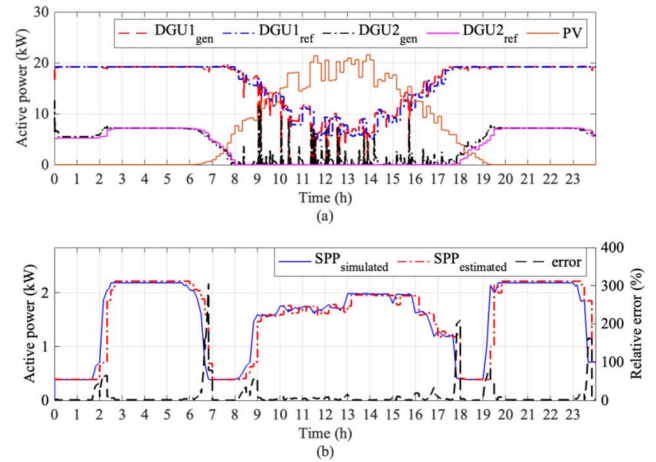 DGU1gen DGU1ref DGU2gen DGU2ref PV
30
20
10
0
Active power (kW)
0 1 2 3 4 5 6 7 8 9 10 11 12 13 14 15 16 17 18 19 20 21 22 23
Time (h)
(a)
SPPsimulated SPPestimated error
2
1
0
Active power (kW)
400
300
200
100
0
Relative error (%)
0 1 2 3 4 5 6 7 8 9 10 11 12 13 14 15 16 17 18 19 20 21 22 23
Time (h)
(b)